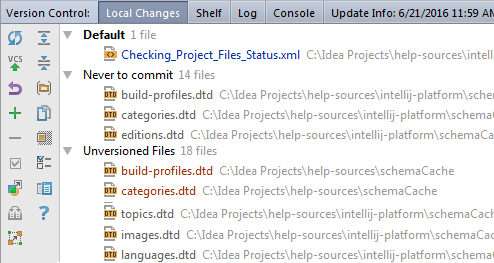 Version Control: Local Changes Shelf Log Console Update Info: 6/21/2016 11:59 AM
Default 1 file
Checking_Project_Files_Status.xml C:\Idea Projects\help-sources\intelli
VCS
Never to commit 14 files
build-profiles.dtd C:\Idea Projects\help-sources\intellij-platform\schemaCache
categories.dtd C:\Idea Projects\help-sources\intellij-platform\schemaCache
editions.dtd C:\Idea Projects\help-sources\intellij-platform\schemaCache
Unversioned Files 18 files
build-profiles.dtd C:\Idea Projects\help-sources\schemaCache
categories.dtd C:\Idea Projects\help-sources\schemaCache
topics.dtd C:\Idea Projects\help-sources\intellij-platform\schemaCache
images.dtd C:\Idea Projects\help-sources\intellij-platform\schemaCache
languages.dtd C:\Idea Projects\help-sources\intellij-platform\schemaCache